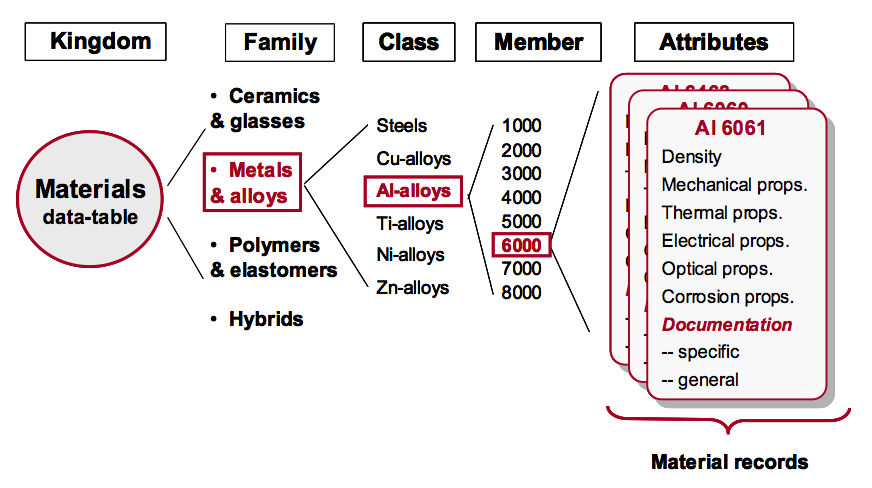 Kingdom
Family
Class
Member
Attributes
Materials
data-table
• Ceramics
& glasses
• Metals
& alloys
• Polymers
& elastomers
• Hybrids
Steels
Cu-alloys
Al-alloys
Ti-alloys
Ni-alloys
Zn-alloys
1000
2000
3000
4000
5000
6000
7000
8000
Al 6061
Density
Mechanical props.
Thermal props.
Electrical props.
Optical props.
Corrosion props.
Documentation
-- specific
-- general
Material records